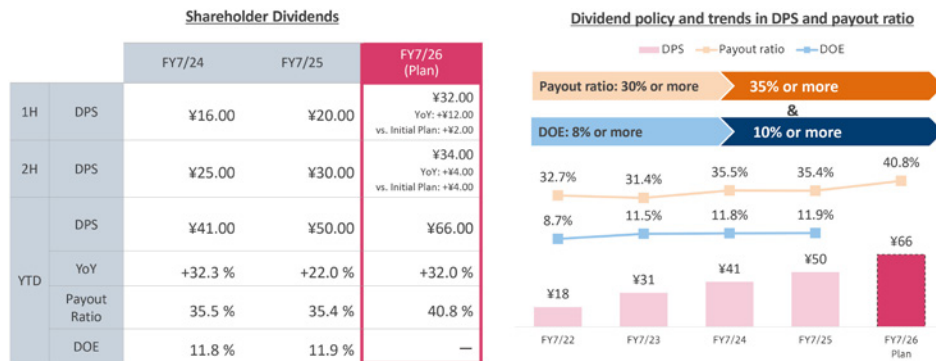 Shareholder Dividends
FY7/24 FY7/25 FY7/26
(Plan)
1H DPS ¥16.00 ¥20.00 ¥32.00
YoY: +¥12.00
vs. Initial Plan: +¥2.00
2H DPS ¥25.00 ¥30.00 ¥34.00
YoY: +¥4.00
vs. Initial Plan: +¥4.00
YTD DPS ¥41.00 ¥50.00 ¥66.00
YoY +32.3 % +22.0 % +32.0 %
Payout
Ratio 35.5 % 35.4 % 40.8 %
DOE 11.8 % 11.9 % —
Dividend policy and trends in DPS and payout ratio
DPS Payout ratio DOE
Payout ratio: 30% or more 35% or more
&
DOE: 8% or more 10% or more
32.7% 31.4% 35.5% 35.4% 40.8%
8.7% 11.5% 11.8% 11.9%
¥18 ¥31 ¥41 ¥50 ¥66
FY7/22 FY7/23 FY7/24 FY7/25 FY7/26
Plan